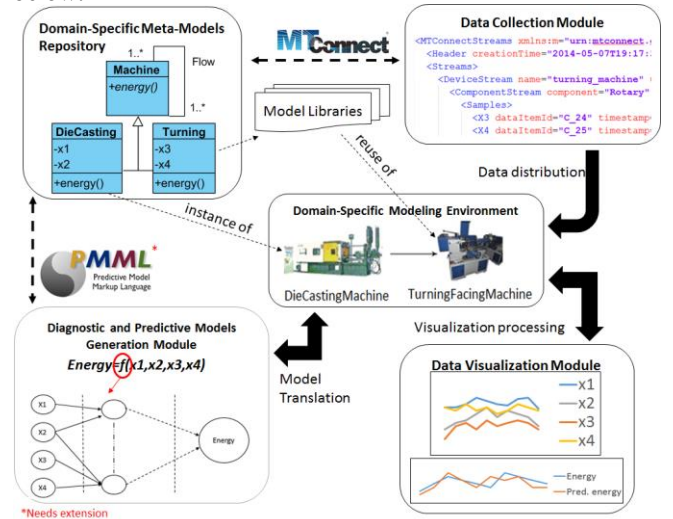 Domain-Specific Meta-Models
Repository
1..*
Flow
Machine
+energy()
1..*
DieCasting
-x1
-x2
+energy()
Turning
-x3
-x4
+energy()
MTConnect®
Model Libraries
Data Collection Module
<MTConnectStreams xmlns:m="urn:mtconnect.
<Header creationTime="2014-05-07T19:17:
<Streams>
<DeviceStream name="turning_machine"
<ComponentStream component="Rotary"
<Samples>
<X3 dataItemId="C_24" timestamp
<X4 dataItemId="C_25" timestamp
reuse of
Data distribution
instance of
Domain-Specific Modeling Environment
DieCastingMachine
TurningFacingMachine
PMML*
Predictive Model
Markup Language
Visualization processing
Diagnostic and Predictive Models
Generation Module
Energy=f(x1,x2,x3,x4)
X1
X2
X3
X4
Energy
*Needs extension
Model
Translation
Data Visualization Module
x1
x2
x3
x4
Energy
Pred. energy